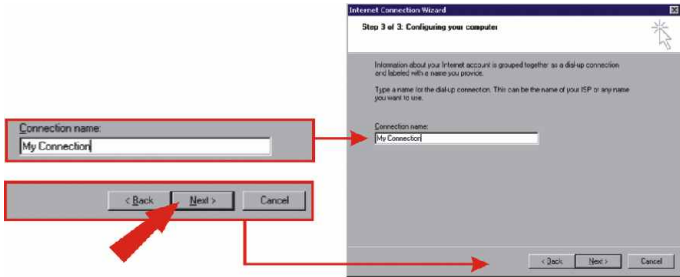 Internet Connection Wizard
Step 3 of 3: Configuring your computer
Information about your Internet account is grouped together as a dial-up connection
and labeled with a name you provide.
Type a name for the dial-up connection. This can be the name of your ISP or any name
you want to use.
Connection name:
My Connection
< Back Next > Cancel
Connection name:
My Connection
< Back Next > Cancel